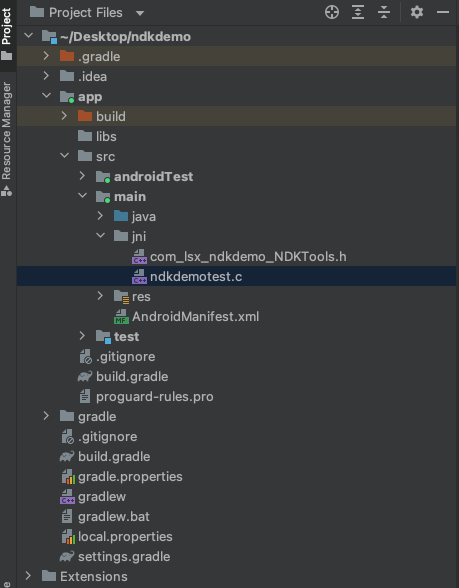 Project Files
Project
Resource Manager
~/Desktop/ndkdemo
.gradle
.idea
app
build
libs
src
androidTest
main
java
jni
com_lsx_ndkdemo_NDKTools.h
ndkdemotest.c
res
AndroidManifest.xml
test
.gitignore
build.gradle
proguard-rules.pro
gradle
.gitignore
build.gradle
gradle.properties
gradlew
gradlew.bat
local.properties
settings.gradle
Extensions